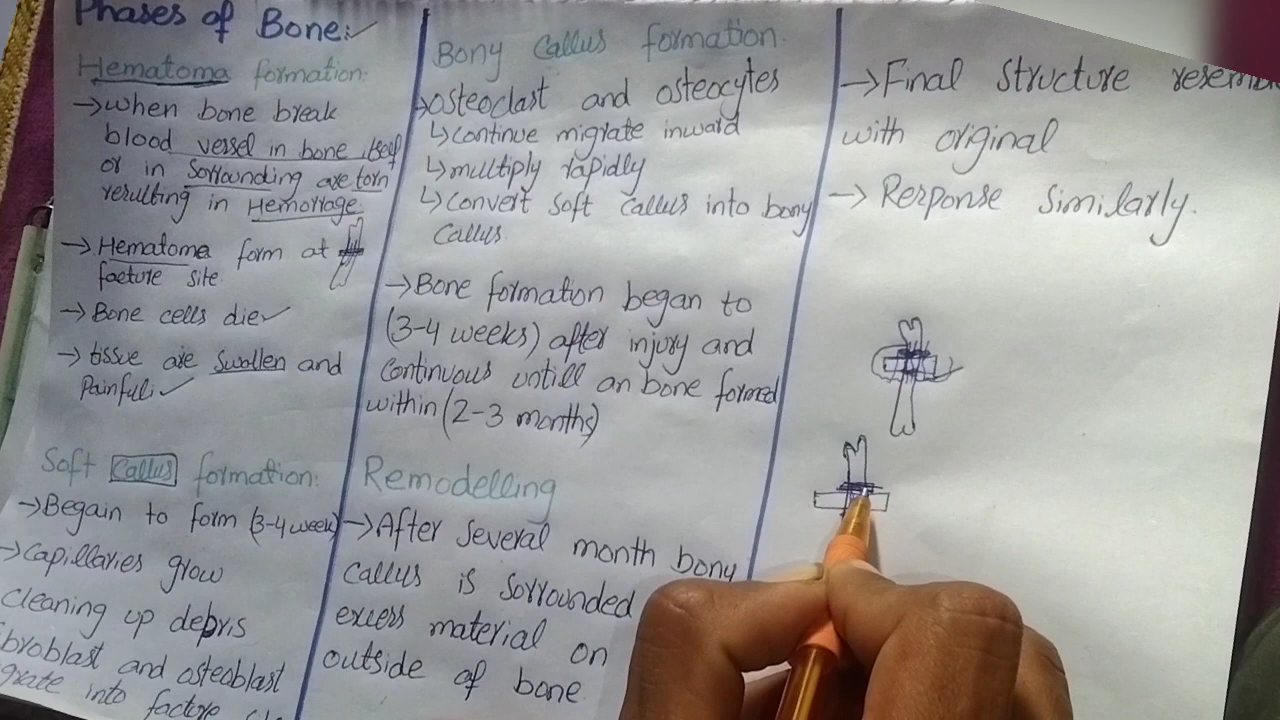 Phases of Bone:
Hematoma formation:
→when bone break
blood vessel in bone itself
or in Sorrounding are torn
resulting in Hemorrage.
→Hematoma form at
facture site.
→Bone cells die
→tissue are Swollen and
Painful.
Soft Callus formation:
→Begain to form (3-4 week)
→Capillaries grow
cleaning up debris
broblast and osteoblast
grate into factore
Bony Callus formation.
→osteoclast and osteocytes
↳continue migrate inward
↳multiply rapidly
↳Convert Soft Callus into bony
Callus.
→Bone formation began to
(3-4 weeks) after injury and
Continuous untill an bone formed
within (2-3 months)
Remodelling
→After Several month bony
Callus is Sorrounded
excess material on
outside of bone.
→Final Structure resem
with original
→Response Similarly.